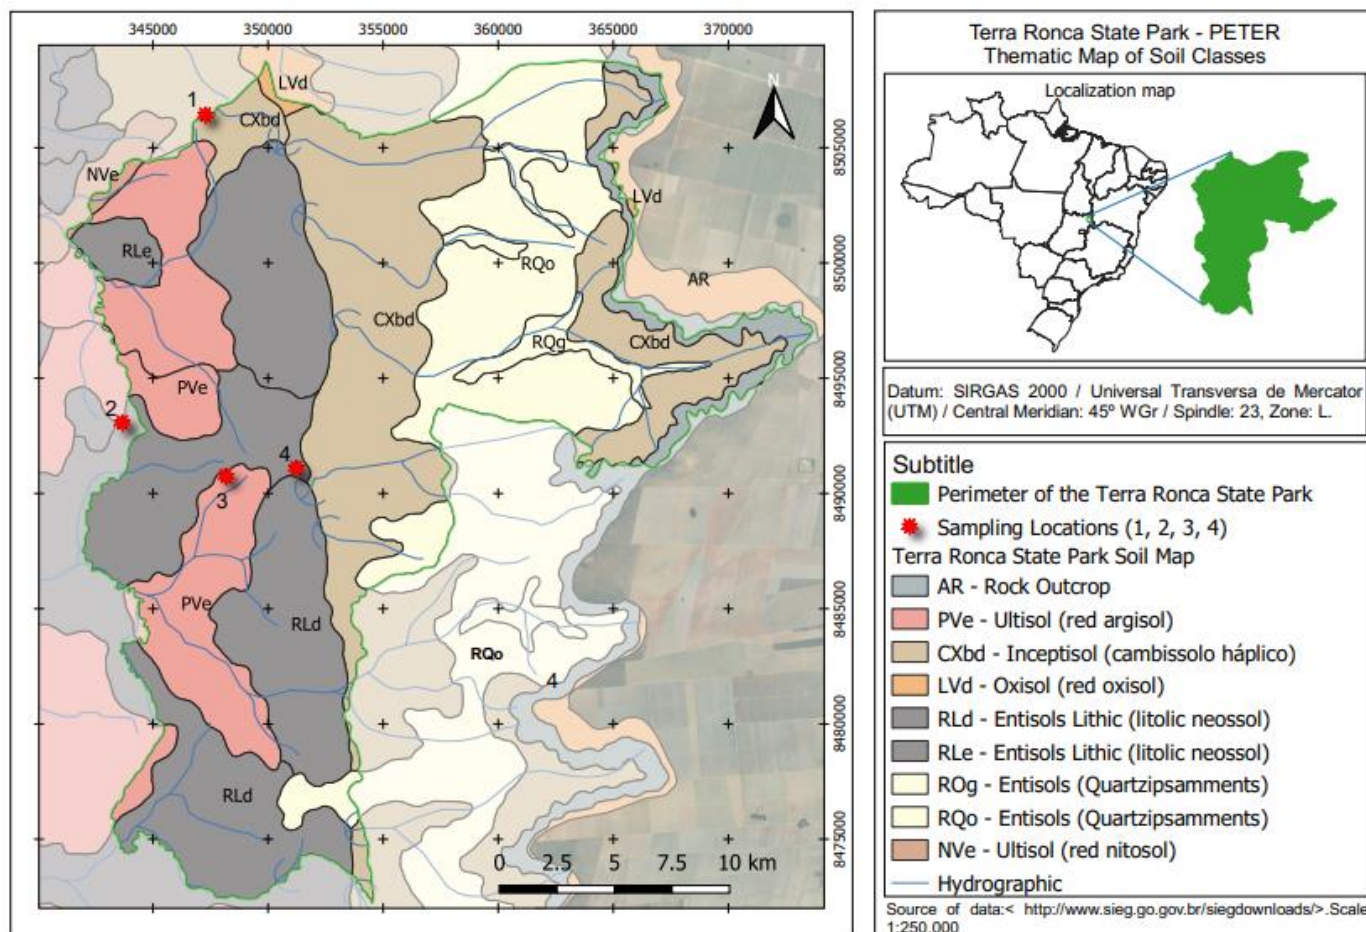 345000 350000 355000 360000 365000 370000
8505000
8500000
8495000
8490000
8485000
8480000
8475000
N
LVd
1
CXbd
NVe
LVd
RLe
RQo
AR
CXbd
RQg
CXbd
PVe
2
4
3
PVe
RLd
RQo
4
RLd
0 2.5 5 7.5 10 km
Terra Ronca State Park - PETER
Thematic Map of Soil Classes
Localization map
Datum: SIRGAS 2000 / Universal Transversa de Mercator
(UTM) / Central Meridian: 45º WGr / Spindle: 23, Zone: L.
Subtitle
Perimeter of the Terra Ronca State Park
Sampling Locations (1, 2, 3, 4)
Terra Ronca State Park Soil Map
AR - Rock Outcrop
PVe - Ultisol (red argisol)
CXbd - Inceptisol (cambissolo háplico)
LVd - Oxisol (red oxisol)
RLd - Entisols Lithic (litolic neossol)
RLe - Entisols Lithic (litolic neossol)
ROg - Entisols (Quartzipsamments)
RQo - Entisols (Quartzipsamments)
NVe - Ultisol (red nitosol)
Hydrographic
Source of data:< http://www.sieg.go.gov.br/siegdownloads/>.Scale
1:250.000